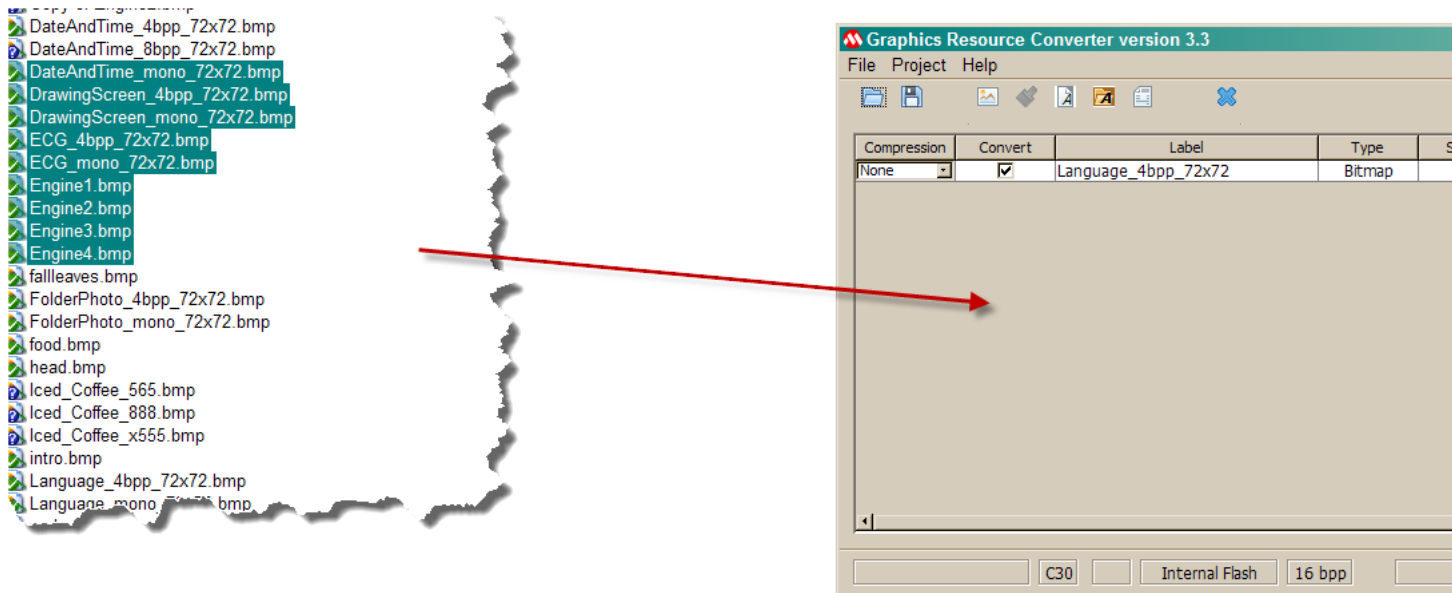 DateAndTime_4bpp_72x72.bmp
DateAndTime_8bpp_72x72.bmp
DateAndTime_mono_72x72.bmp
DrawingScreen_4bpp_72x72.bmp
DrawingScreen_mono_72x72.bmp
ECG_4bpp_72x72.bmp
ECG_mono_72x72.bmp
Engine1.bmp
Engine2.bmp
Engine3.bmp
Engine4.bmp
fallleaves.bmp
FolderPhoto_4bpp_72x72.bmp
FolderPhoto_mono_72x72.bmp
food.bmp
head.bmp
Iced_Coffee_565.bmp
Iced_Coffee_888.bmp
Iced_Coffee_x555.bmp
intro.bmp
Language_4bpp_72x72.bmp
Graphics Resource Converter version 3.3
File Project Help
Compression Convert Label Type S
None Language_4bpp_72x72 Bitmap
C30 Internal Flash 16 bpp